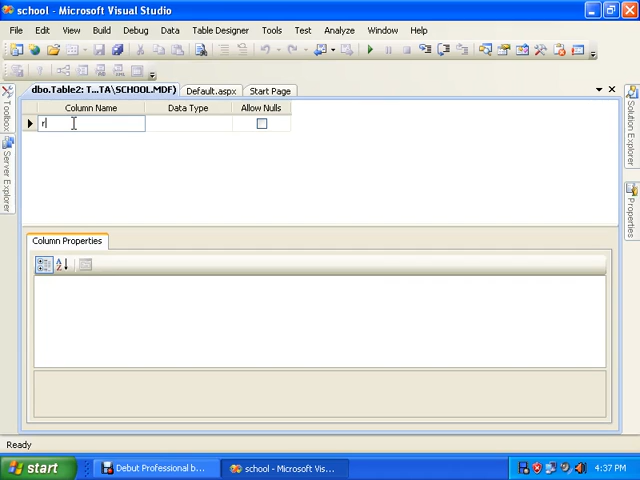 school - Microsoft Visual Studio
File Edit View Build Debug Data Table Designer Tools Test Analyze Window Help
dbo.Table2: T...TA\SCHOOL.MDF) Default.aspx Start Page
Column Name Data Type Allow Nulls
r
Toolbox
Server Explorer
Solution Explorer
Properties
Column Properties
Ready
start Debut Professional b... school - Microsoft Vis... 4:37 PM